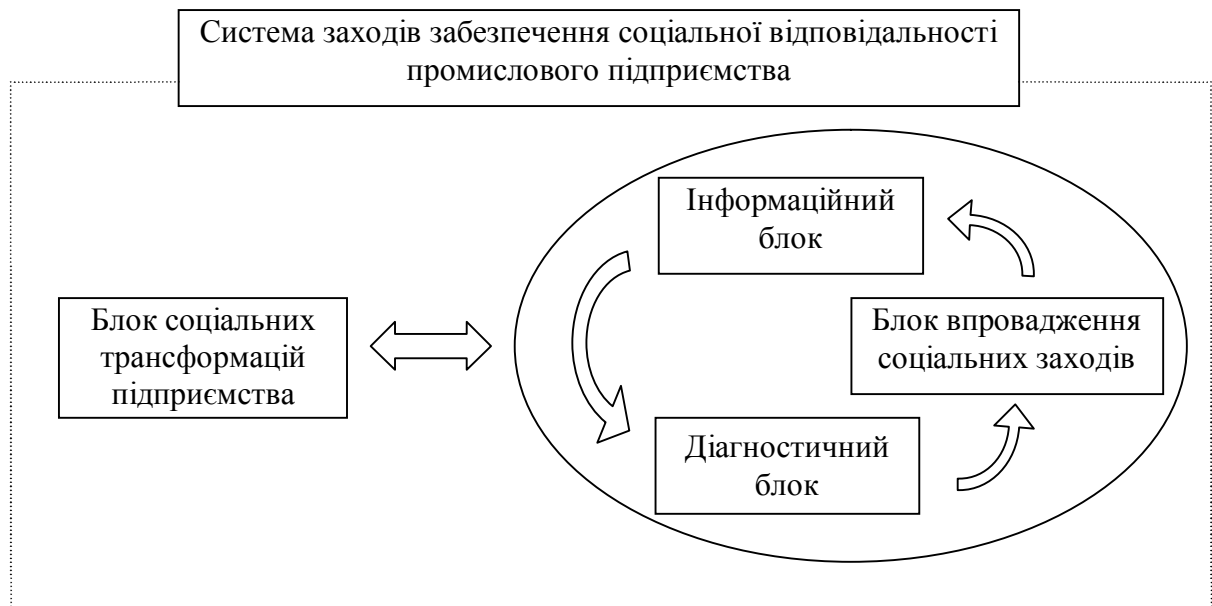 Система заходів забезпечення соціальної відповідальності
промислового підприємства
Інформаційний
блок
Блок соціальних
трансформацій
підприємства
Блок впровадження
соціальних заходів
Діагностичний
блок